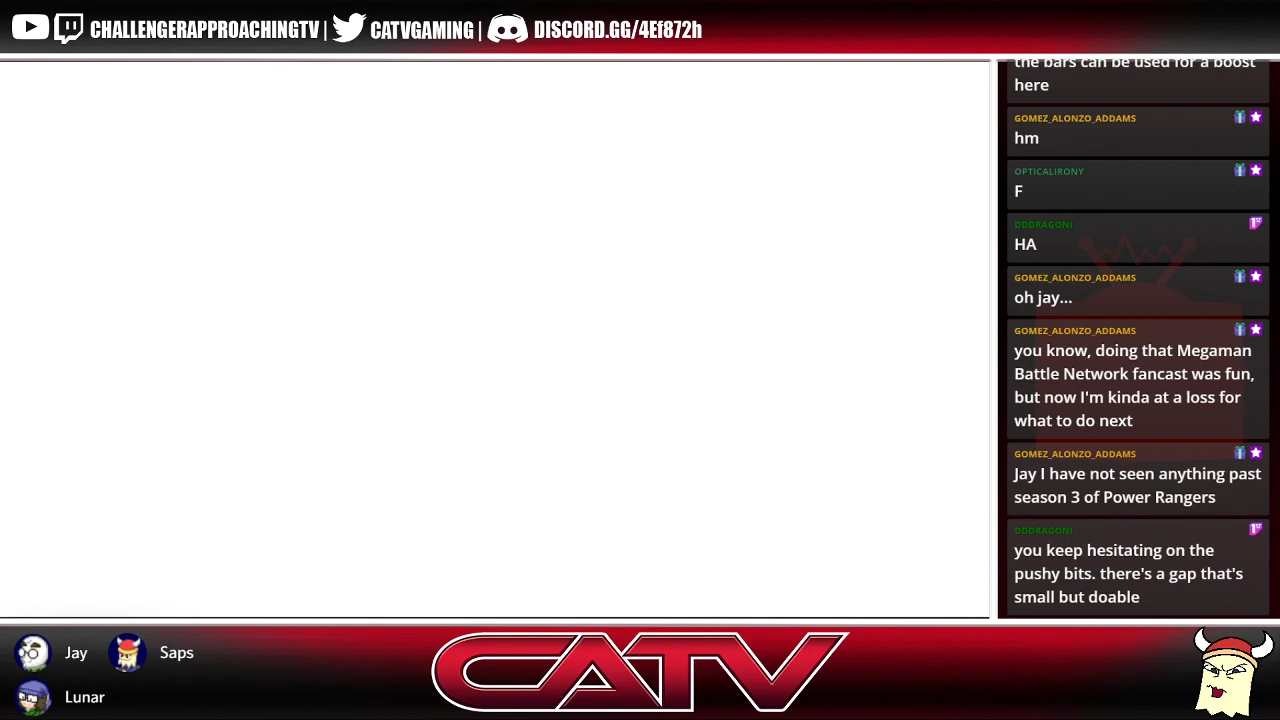 CHALLENGERAPPROACHINGTV | CATVGAMING | DISCORD.GG/4Ef872h
the bars can be used for a boost
here
GOMEZ_ALONZO_ADDAMS
hm
OPTICALIRONY
F
DDDRAGONI
HA
GOMEZ_ALONZO_ADDAMS
oh jay...
GOMEZ_ALONZO_ADDAMS
you know, doing that Megaman
Battle Network fancast was fun,
but now I'm kinda at a loss for
what to do next
GOMEZ_ALONZO_ADDAMS
Jay I have not seen anything past
season 3 of Power Rangers
DDDRAGONI
you keep hesitating on the
pushy bits. there's a gap that's
small but doable
Jay Saps
Lunar
CATV